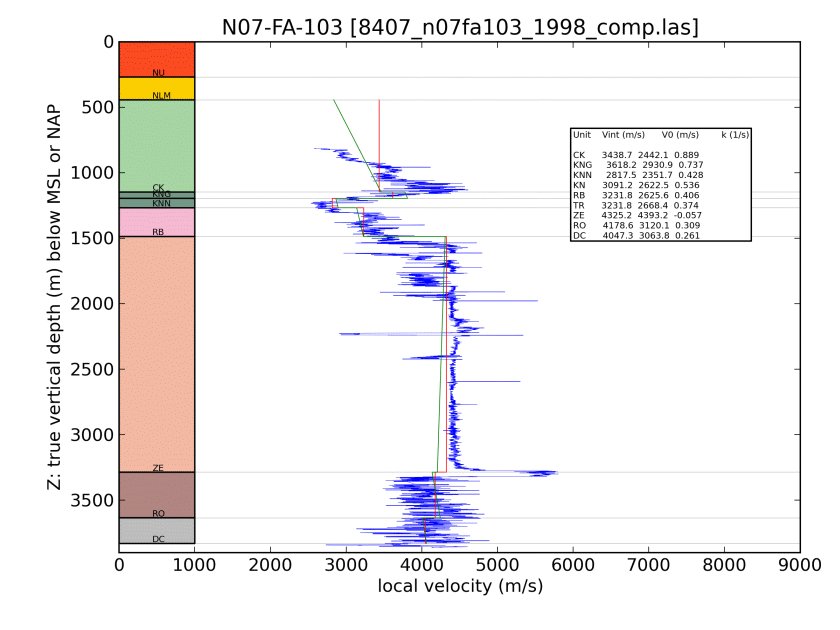 N07-FA-103 [8407_n07fa103_1998_comp.las]
0
500
1000
1500
2000
2500
3000
3500
Z: true vertical depth (m) below MSL or NAP
NU
NLM
CK
KNG
KNN
RB
ZE
RO
DC
Unit Vint (m/s) V0 (m/s) k (1/s)
CK 3438.7 2442.1 0.889
KNG 3618.2 2930.9 0.737
KNN 2817.5 2351.7 0.428
KN 3091.2 2622.5 0.536
RB 3231.8 2625.6 0.406
TR 3231.8 2668.4 0.374
ZE 4325.2 4393.2 -0.057
RO 4178.6 3120.1 0.309
DC 4047.3 3063.8 0.261
0 1000 2000 3000 4000 5000 6000 7000 8000 9000
local velocity (m/s)